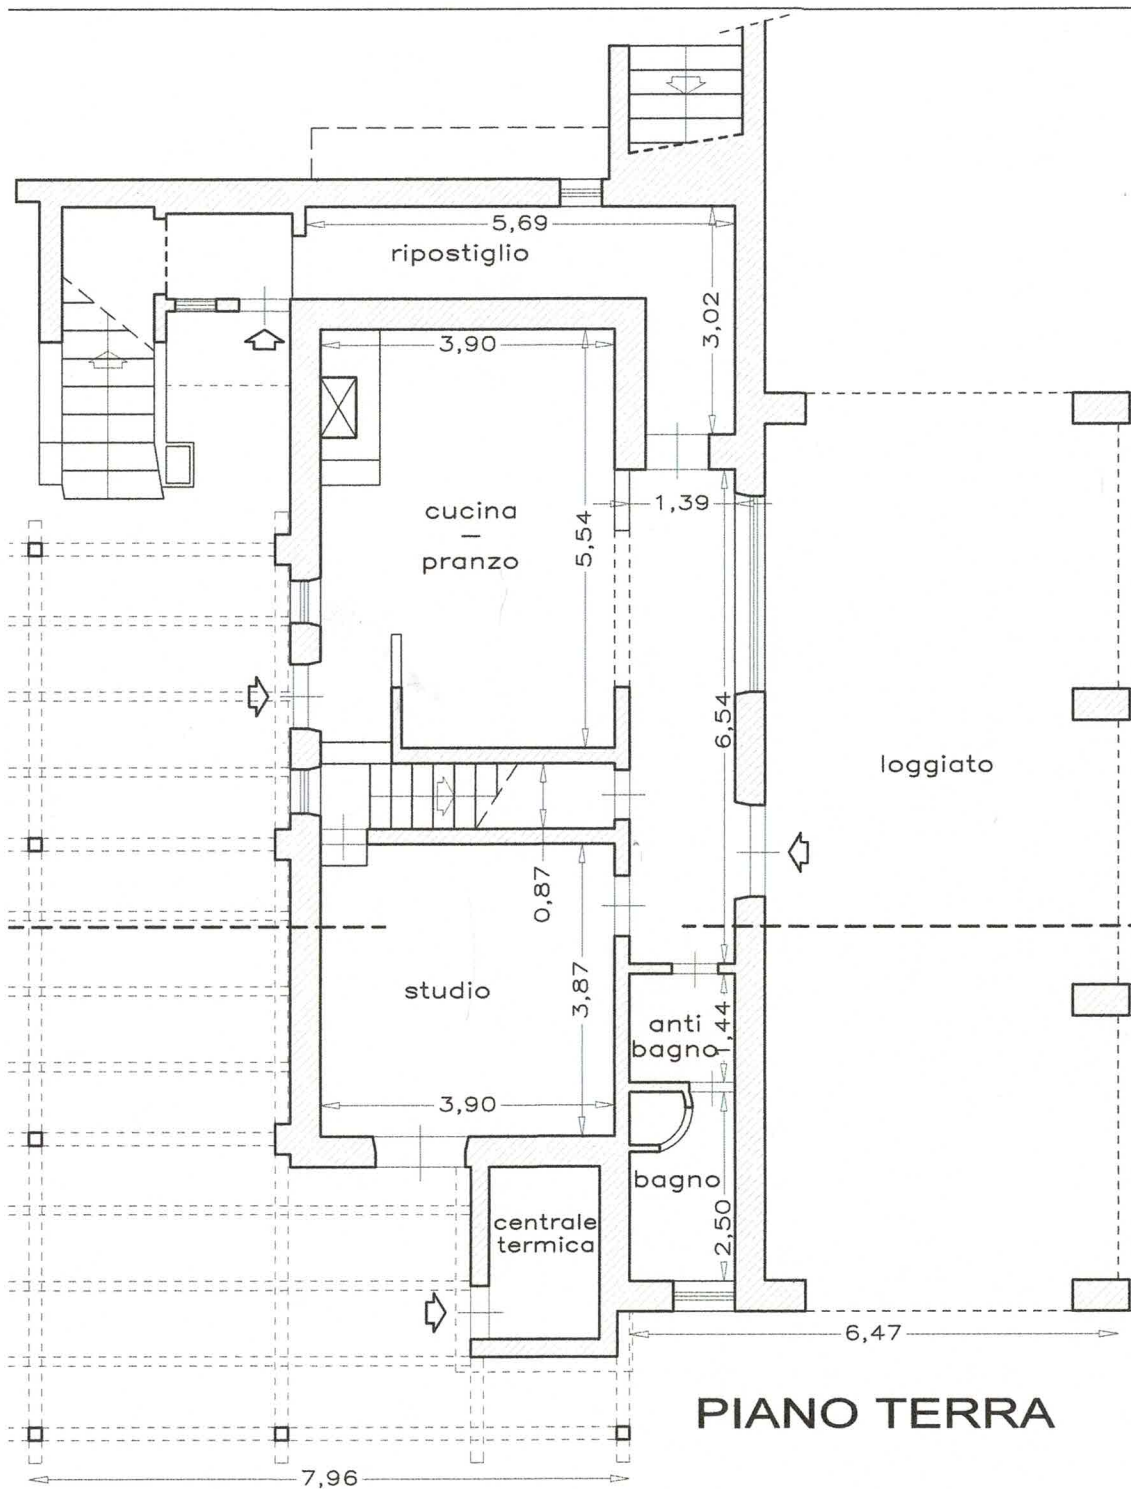 5,69
ripostiglio
3,02
3,90
cucina
–
pranzo
5,54
1,39
6,54
loggiato
0,87
studio
3,87
3,90
anti
bagno
1,44
bagno
2,50
centrale
termica
6,47
PIANO TERRA
7,96